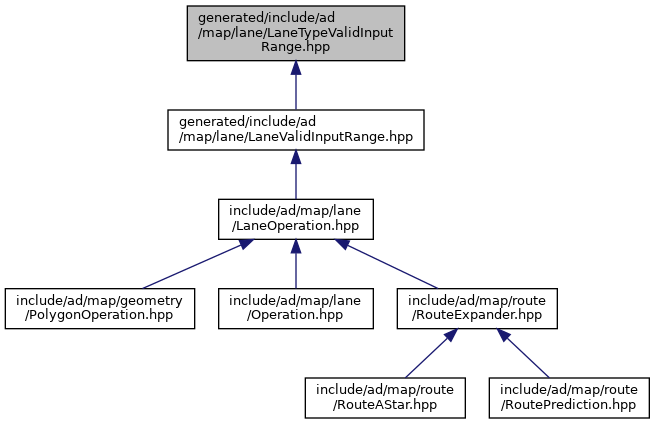 generated/include/ad
/map/lane/LaneTypeValidInput
Range.hpp
generated/include/ad
/map/lane/LaneValidInputRange.hpp
include/ad/map/lane
/LaneOperation.hpp
include/ad/map/geometry
/PolygonOperation.hpp
include/ad/map/lane
/Operation.hpp
include/ad/map/route
/RouteExpander.hpp
include/ad/map/route
/RouteAStar.hpp
include/ad/map/route
/RoutePrediction.hpp